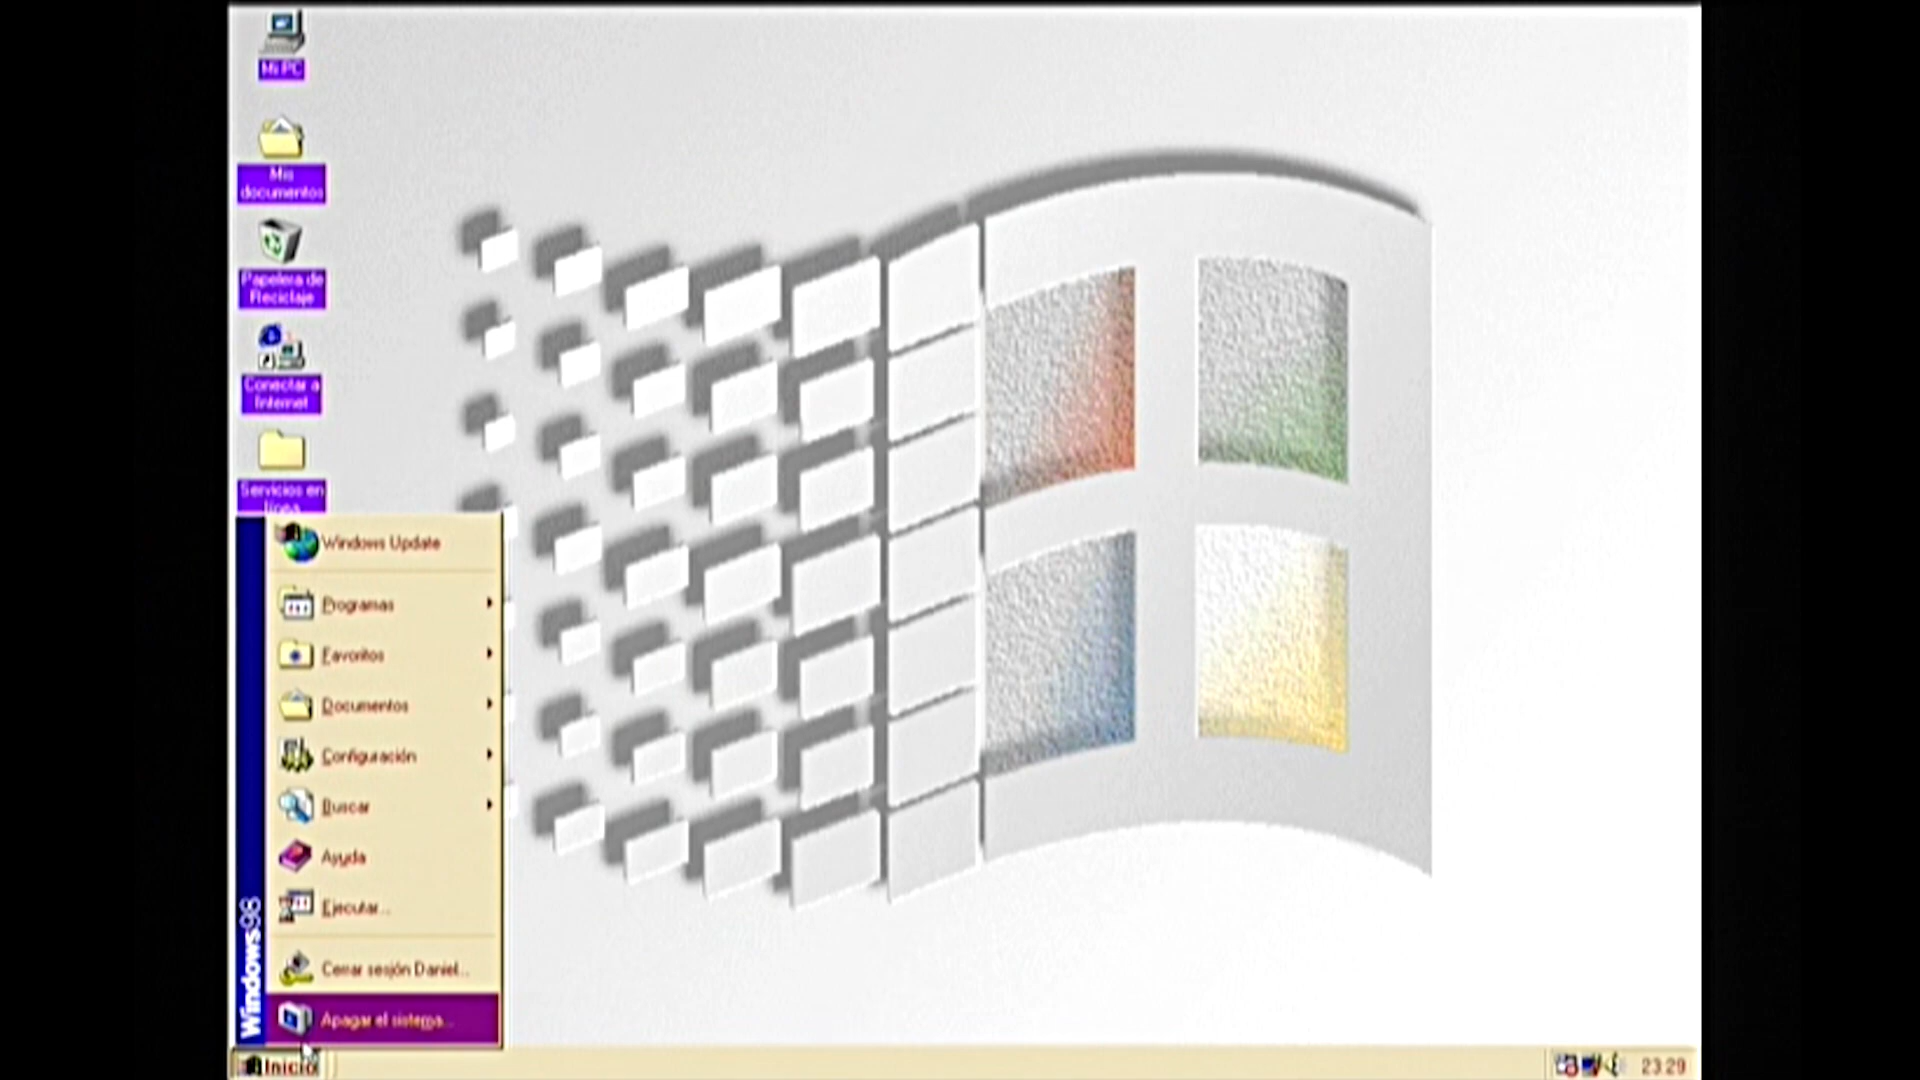 Mi PC
Mis
documentos
Papelera de
Reciclaje
Conectar a
Internet
Servicios en
línea
Windows Update
Programas
Favoritos
Documentos
Configuración
Buscar
Ayuda
Ejecutar...
Cerrar sesión Daniel...
Apagar el sistema...
Windows98
Inicio
23:29